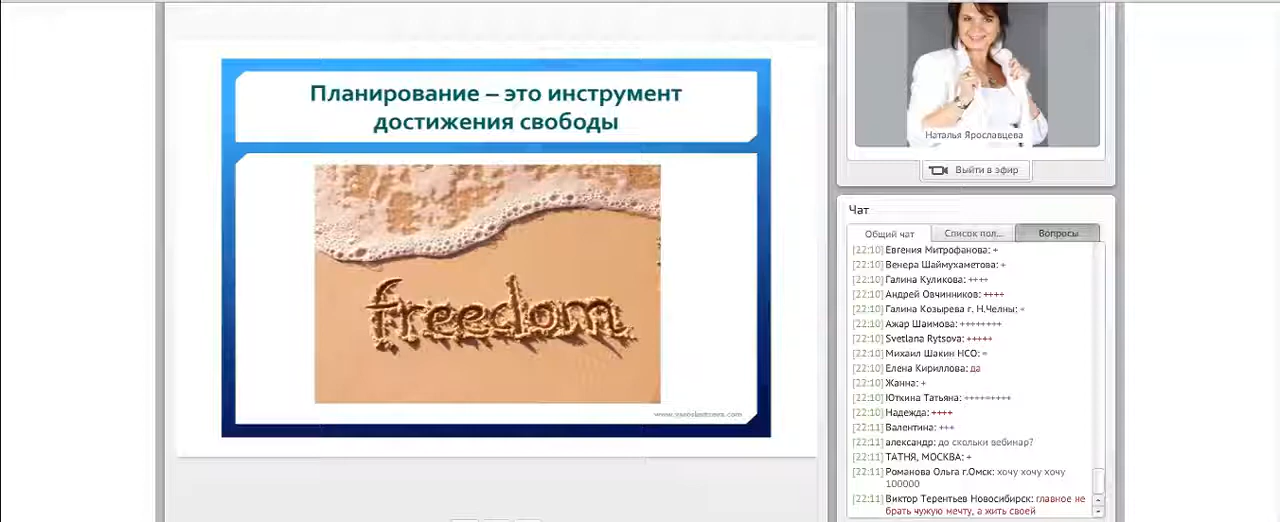 Планирование – это инструмент
достижения свободы
freedom
www.yaroslavtzeva.com
Наталья Ярославцева
Выйти в эфир
Чат
Общий чат
Список пол...
Вопросы
[22:10] Евгения Митрофанова: +
[22:10] Венера Шаймухаметова: +
[22:10] Галина Куликова: ++++
[22:10] Андрей Овчинников: ++++
[22:10] Галина Козырева г. Н.Челны: +
[22:10] Ажар Шаимова: ++++++++
[22:10] Svetlana Rytsova: +++++
[22:10] Михаил Шакин НСО: =
[22:10] Елена Кириллова: да
[22:10] Жанна: +
[22:10] Юткина Татьяна: +++++++++
[22:10] Надежда: ++++
[22:11] Валентина: +++
[22:11] александр: до скольки вебинар?
[22:11] ТАТНЯ, МОСКВА: +
[22:11] Романова Ольга г.Омск: хочу хочу хочу
100000
[22:11] Виктор Терентьев Новосибирск: главное не
брать чужую мечту, а жить своей